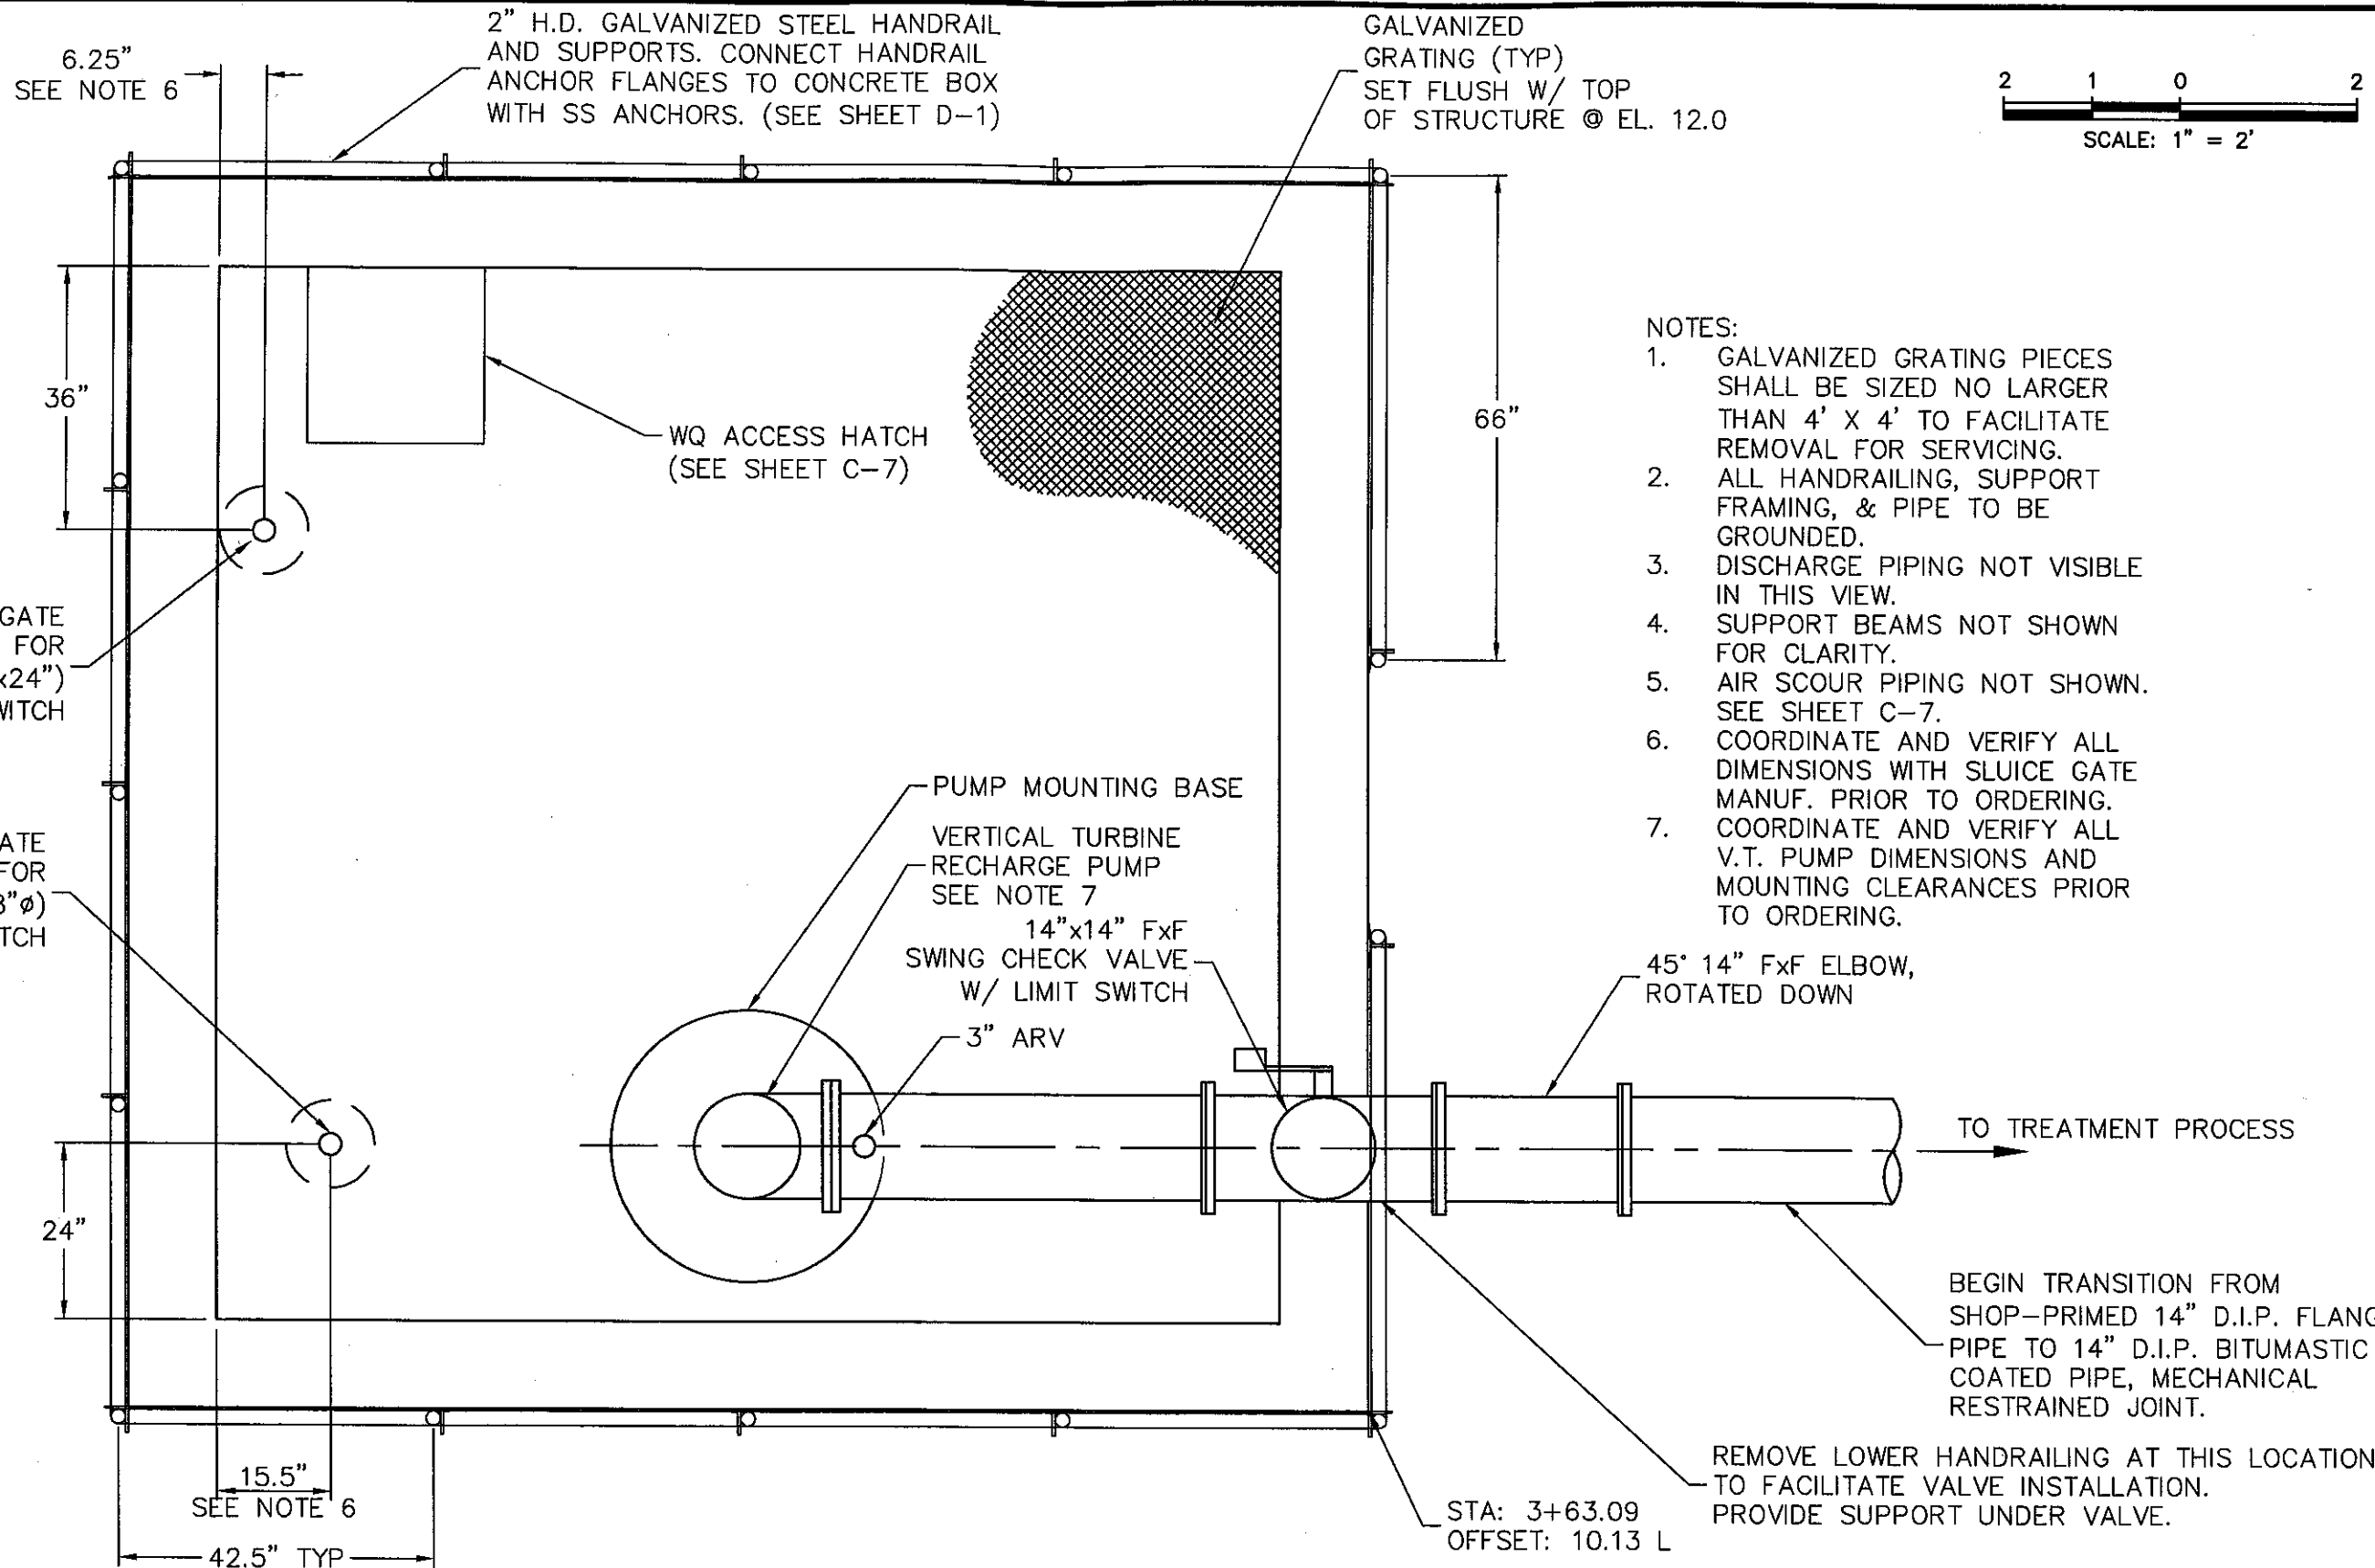 6.25”
SEE NOTE 6
2” H.D. GALVANIZED STEEL HANDRAIL
AND SUPPORTS. CONNECT HANDRAIL
ANCHOR FLANGES TO CONCRETE BOX
WITH SS ANCHORS. (SEE SHEET D-1)
GALVANIZED
GRATING (TYP)
SET FLUSH W/ TOP
OF STRUCTURE @ EL. 12.0
2 1 0 2
SCALE: 1” = 2’
36”
WQ ACCESS HATCH
(SEE SHEET C-7)
66”
NOTES:
1. GALVANIZED GRATING PIECES
SHALL BE SIZED NO LARGER
THAN 4’ X 4’ TO FACILITATE
REMOVAL FOR SERVICING.
2. ALL HANDRAILING, SUPPORT
FRAMING, & PIPE TO BE
GROUNDED.
3. DISCHARGE PIPING NOT VISIBLE
IN THIS VIEW.
4. SUPPORT BEAMS NOT SHOWN
FOR CLARITY.
5. AIR SCOUR PIPING NOT SHOWN.
SEE SHEET C-7.
6. COORDINATE AND VERIFY ALL
DIMENSIONS WITH SLUICE GATE
MANUF. PRIOR TO ORDERING.
7. COORDINATE AND VERIFY ALL
V.T. PUMP DIMENSIONS AND
MOUNTING CLEARANCES PRIOR
TO ORDERING.
GATE
FOR
x24”)
WITCH
ATE
FOR
8”ø)
TCH
PUMP MOUNTING BASE
VERTICAL TURBINE
RECHARGE PUMP
SEE NOTE 7
14”x14” FxF
SWING CHECK VALVE
W/ LIMIT SWITCH
3” ARV
45° 14” FxF ELBOW,
ROTATED DOWN
TO TREATMENT PROCESS
24”
BEGIN TRANSITION FROM
SHOP-PRIMED 14” D.I.P. FLANG
PIPE TO 14” D.I.P. BITUMASTIC
COATED PIPE, MECHANICAL
RESTRAINED JOINT.
REMOVE LOWER HANDRAILING AT THIS LOCATION
TO FACILITATE VALVE INSTALLATION.
PROVIDE SUPPORT UNDER VALVE.
STA: 3+63.09
OFFSET: 10.13 L
15.5”
SEE NOTE 6
42.5” TYP